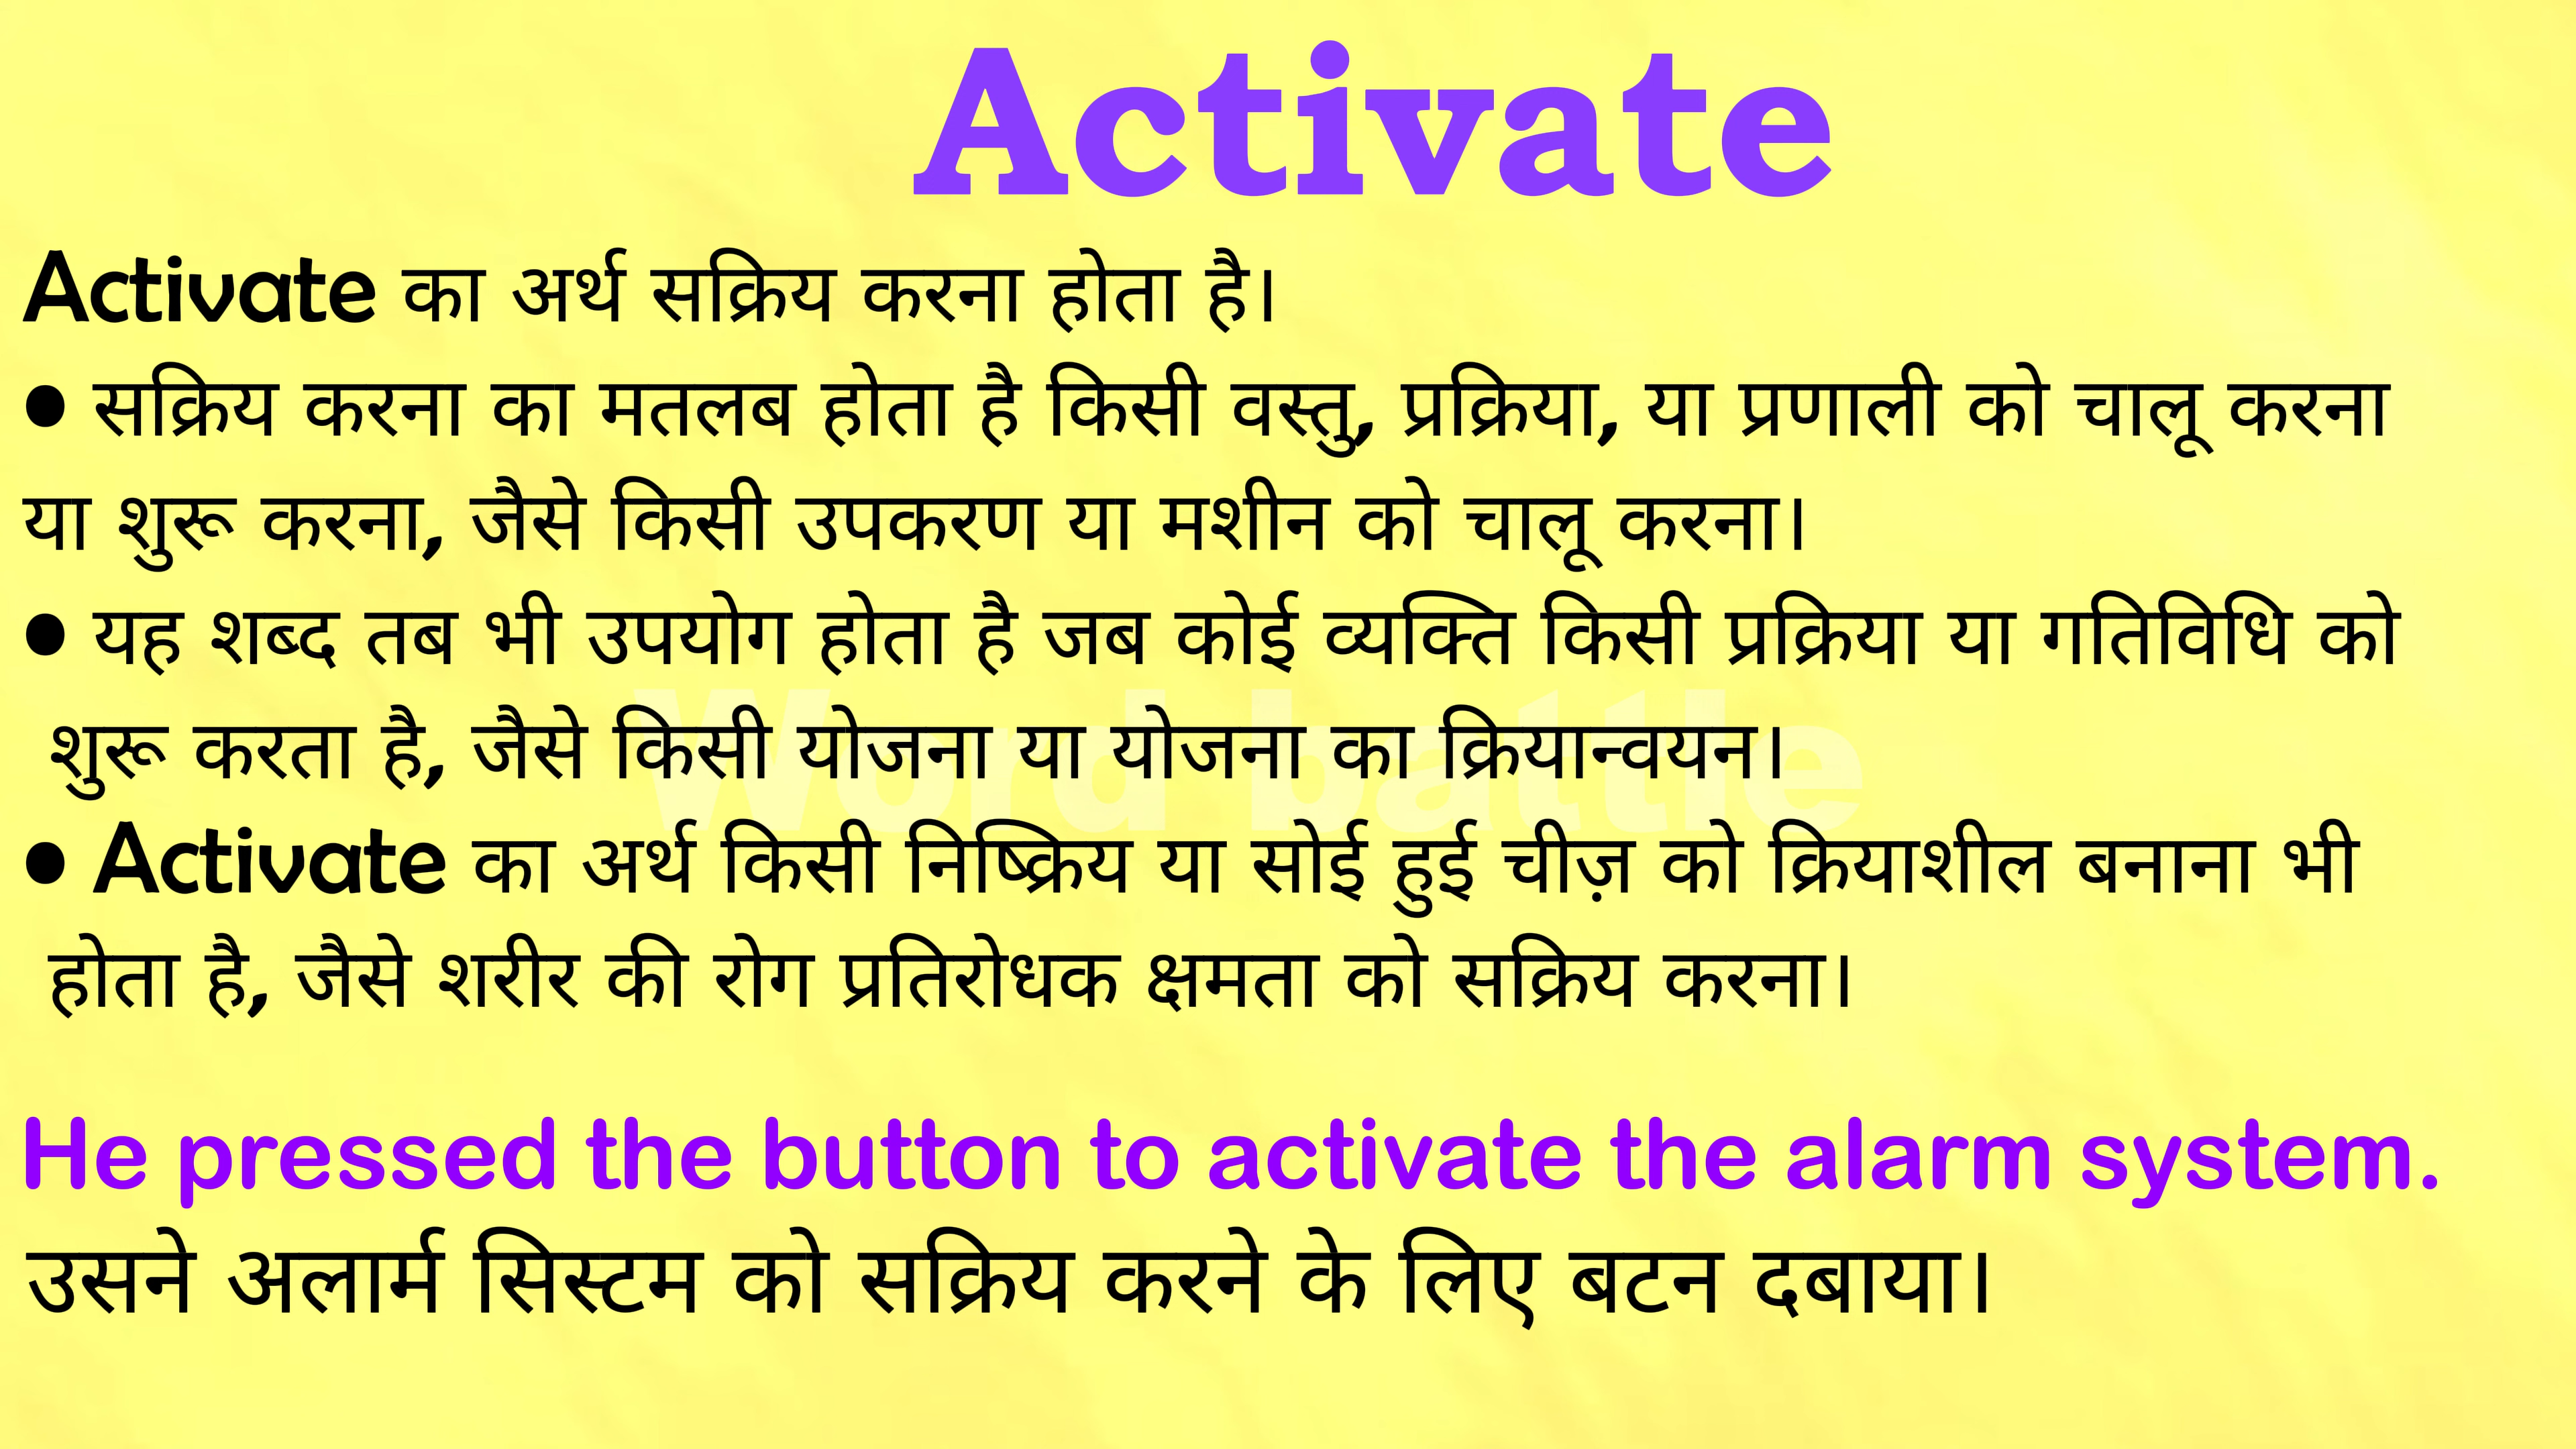 Activate
Activate का अर्थ सक्रिय करना होता है।
● सक्रिय करना का मतलब होता है किसी वस्तु, प्रक्रिया, या प्रणाली को चालू करना
या शुरू करना, जैसे किसी उपकरण या मशीन को चालू करना।
● यह शब्द तब भी उपयोग होता है जब कोई व्यक्ति किसी प्रक्रिया या गतिविधि को
शुरू करता है, जैसे किसी योजना या योजना का क्रियान्वयन।
Word battle
● Activate का अर्थ किसी निष्क्रिय या सोई हुई चीज़ को क्रियाशील बनाना भी
होता है, जैसे शरीर की रोग प्रतिरोधक क्षमता को सक्रिय करना।
He pressed the button to activate the alarm system.
उसने अलार्म सिस्टम को सक्रिय करने के लिए बटन दबाया।